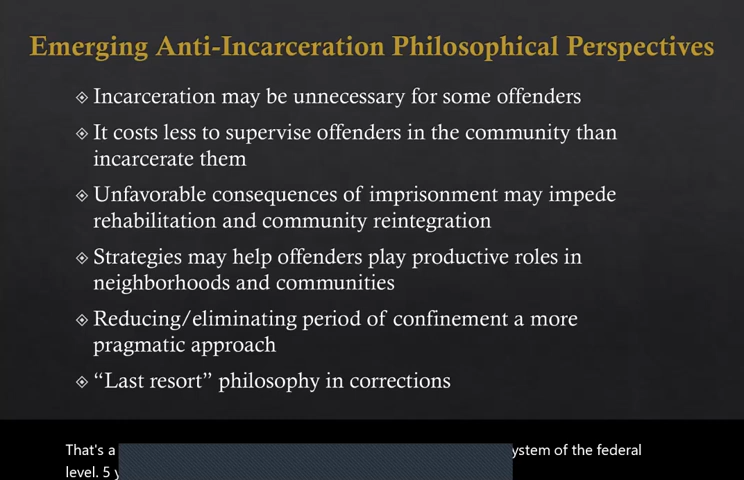 Emerging Anti-Incarceration Philosophical Perspectives
Incarceration may be unnecessary for some offenders
It costs less to supervise offenders in the community than
incarcerate them
Unfavorable consequences of imprisonment may impede
rehabilitation and community reintegration
Strategies may help offenders play productive roles in
neighborhoods and communities
Reducing/eliminating period of confinement a more
pragmatic approach
“Last resort” philosophy in corrections
That's a of the federal
level. 5